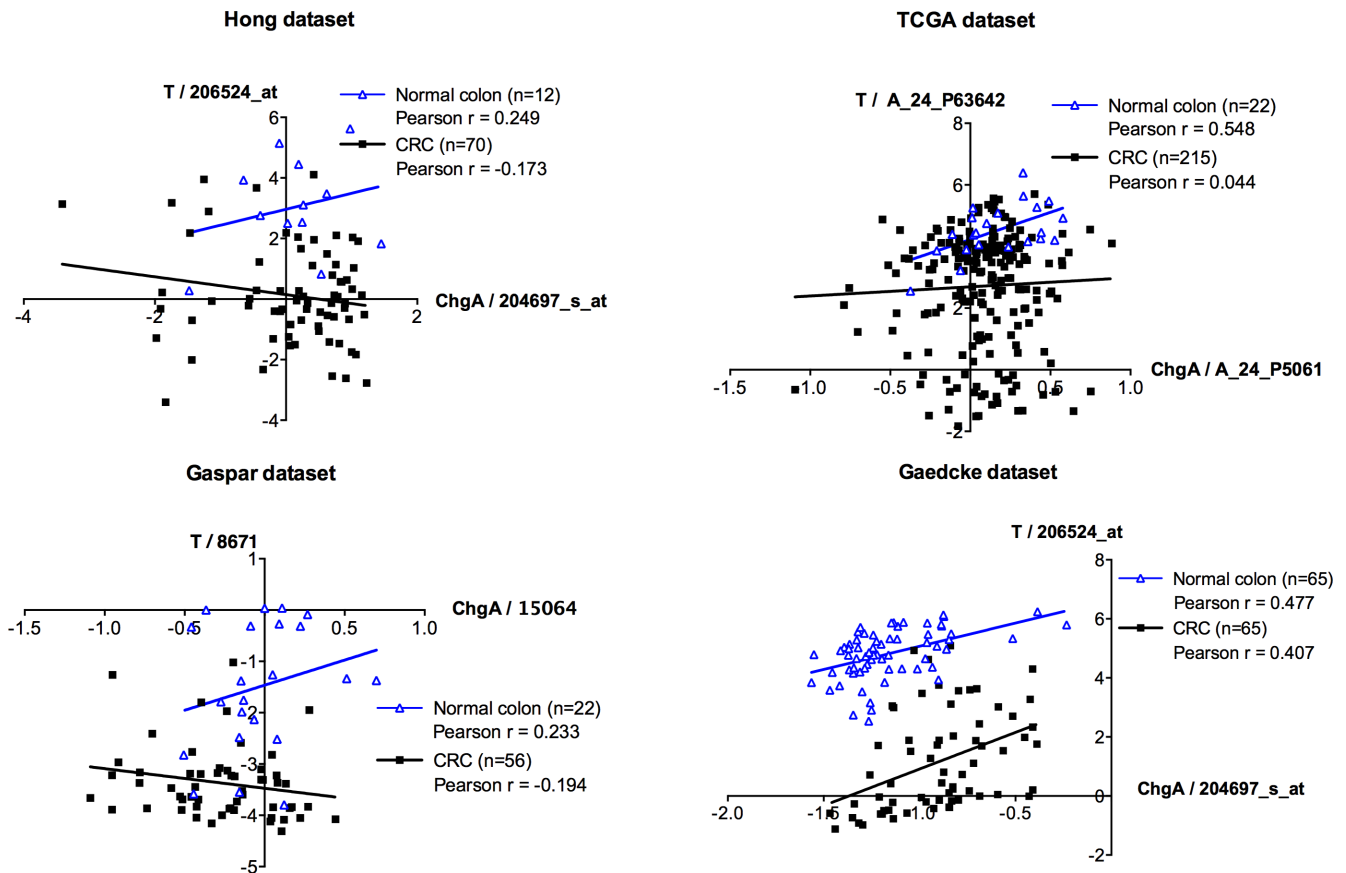 Hong dataset
T / 206524_at
Normal colon (n=12)
Pearson r = 0.249
CRC (n=70)
Pearson r = -0.173
6
4
2
-2
-4
-4
-2
2
ChgA / 204697_s_at
TCGA dataset
T / A_24_P63642
Normal colon (n=22)
Pearson r = 0.548
CRC (n=215)
Pearson r = 0.044
8
6
2
-2
-1.5
-1.0
-0.5
0.5
1.0
ChgA / A_24_P5061
Gaspar dataset
T / 8671
1
-1
-2
-3
-4
-5
-1.5
-1.0
-0.5
0.5
1.0
ChgA / 15064
Normal colon (n=22)
Pearson r = 0.233
CRC (n=56)
Pearson r = -0.194
Gaedcke dataset
T / 206524_at
8
6
4
2
0
-2
Normal colon (n=65)
Pearson r = 0.477
CRC (n=65)
Pearson r = 0.407
-2.0
-1.5
-1.0
-0.5
ChgA / 204697_s_at